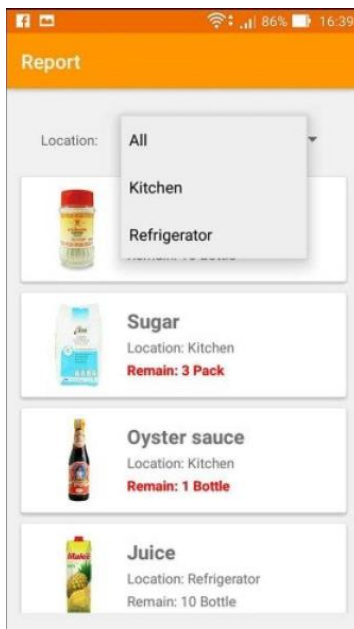 86% 16:39
Report
Location:
All
Kitchen
Refrigerator
Sugar
Location: Kitchen
Remain: 3 Pack
Oyster sauce
Location: Kitchen
Remain: 1 Bottle
Malee
Juice
Location: Refrigerator
Remain: 10 Bottle